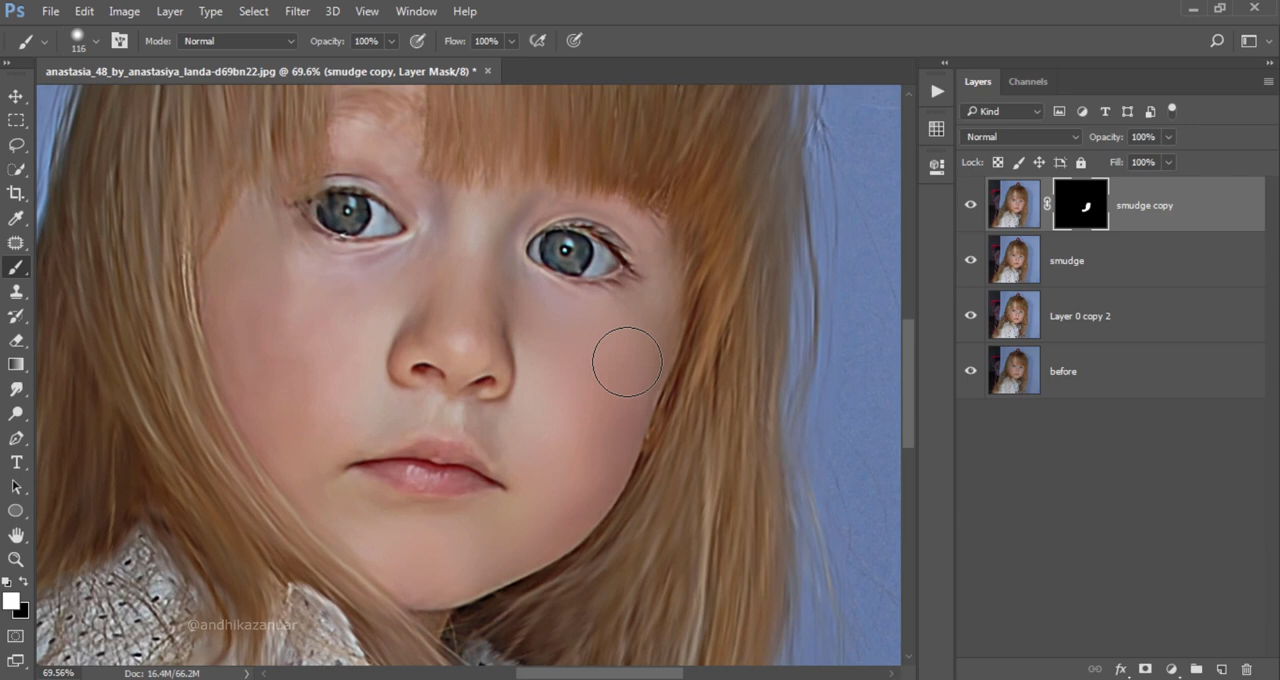 Ps File Edit Image Layer Type Select Filter 3D View Window Help
116 Mode: Normal Opacity: 100% Flow: 100%
anastasia_48_by_anastasiya_landa-d69bn22.jpg @ 69.6% (smudge copy, Layer Mask/8) * ×
Layers Channels
Kind
Normal Opacity: 100%
Lock: Fill: 100%
smudge copy
smudge
Layer 0 copy 2
before
@andhikazanuar
69.56% Doc: 16.4M/66.2M